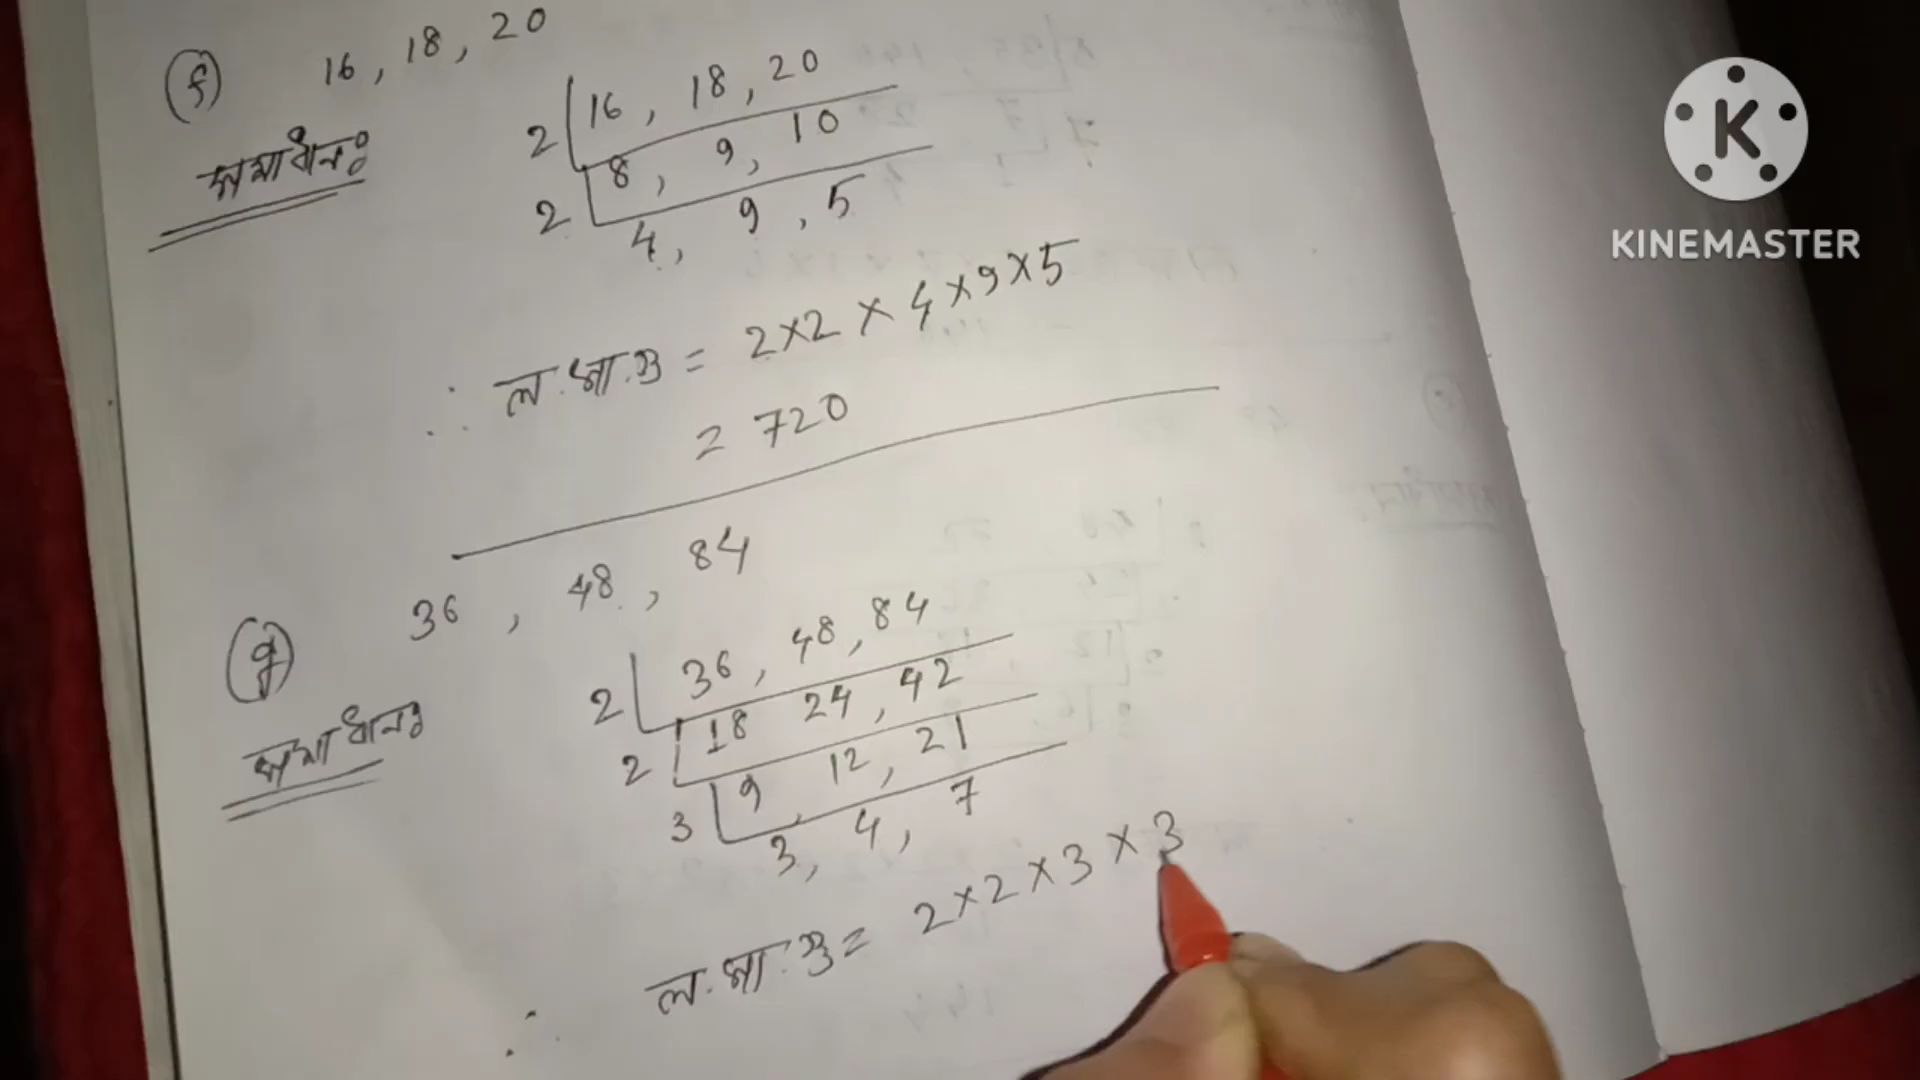 (f) 16, 18, 20
সমাধানঃ
2 | 16, 18, 20
2 | 8, 9, 10
4, 9, 5
∴ ল.সা.গু = 2×2×4×9×5
= 720
(g) 36, 48, 84
সমাধানঃ
2 | 36, 48, 84
2 | 18 24, 42
3 | 9, 12, 21
3, 4, 7
∴ ল.সা.গু = 2×2×3×3
K
KINEMASTER